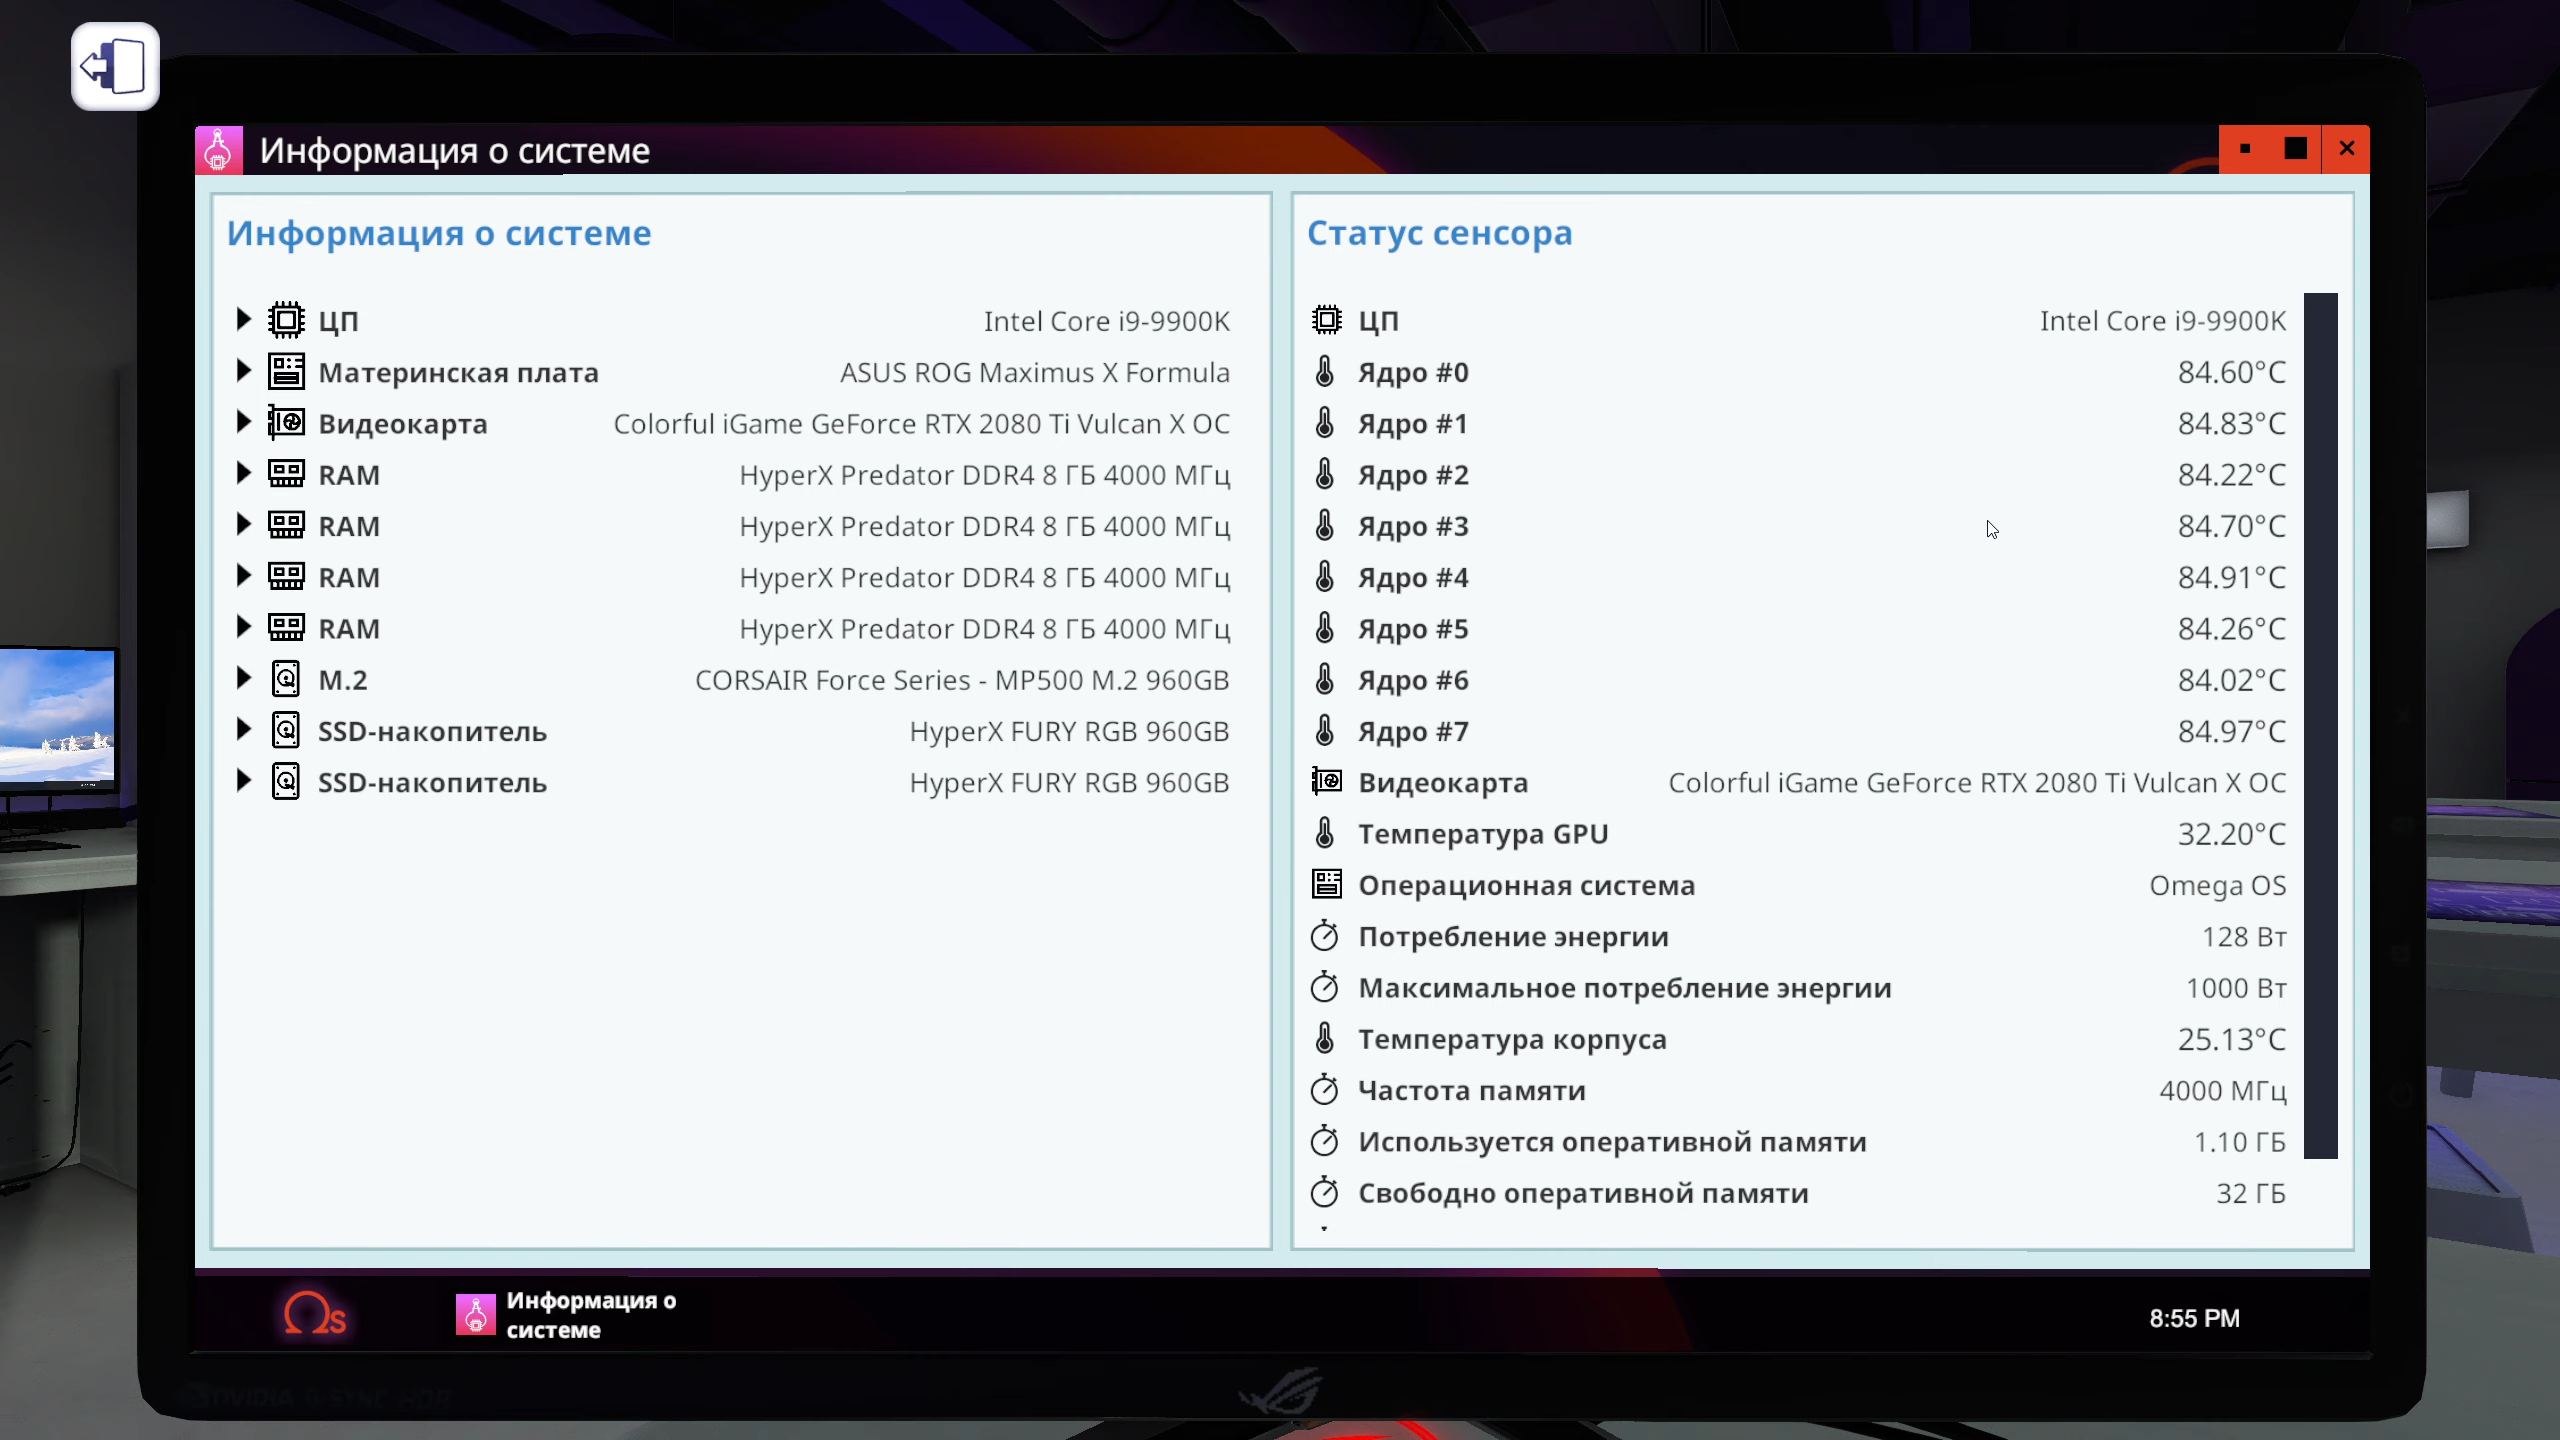 Информация о системе
Информация о системе
ЦП Intel Core i9-9900K
Материнская плата ASUS ROG Maximus X Formula
Видеокарта Colorful iGame GeForce RTX 2080 Ti Vulcan X OC
RAM HyperX Predator DDR4 8 ГБ 4000 МГц
RAM HyperX Predator DDR4 8 ГБ 4000 МГц
RAM HyperX Predator DDR4 8 ГБ 4000 МГц
RAM HyperX Predator DDR4 8 ГБ 4000 МГц
M.2 CORSAIR Force Series - MP500 M.2 960GB
SSD-накопитель HyperX FURY RGB 960GB
SSD-накопитель HyperX FURY RGB 960GB
Статус сенсора
ЦП Intel Core i9-9900K
Ядро #0 84.60°C
Ядро #1 84.83°C
Ядро #2 84.22°C
Ядро #3 84.70°C
Ядро #4 84.91°C
Ядро #5 84.26°C
Ядро #6 84.02°C
Ядро #7 84.97°C
Видеокарта Colorful iGame GeForce RTX 2080 Ti Vulcan X OC
Температура GPU 32.20°C
Операционная система Omega OS
Потребление энергии 128 Вт
Максимальное потребление энергии 1000 Вт
Температура корпуса 25.13°C
Частота памяти 4000 МГц
Используется оперативной памяти 1.10 ГБ
Свободно оперативной памяти 32 ГБ
Ωs
Информация о
системе
8:55 PM
NVIDIA G-SYNC HDR